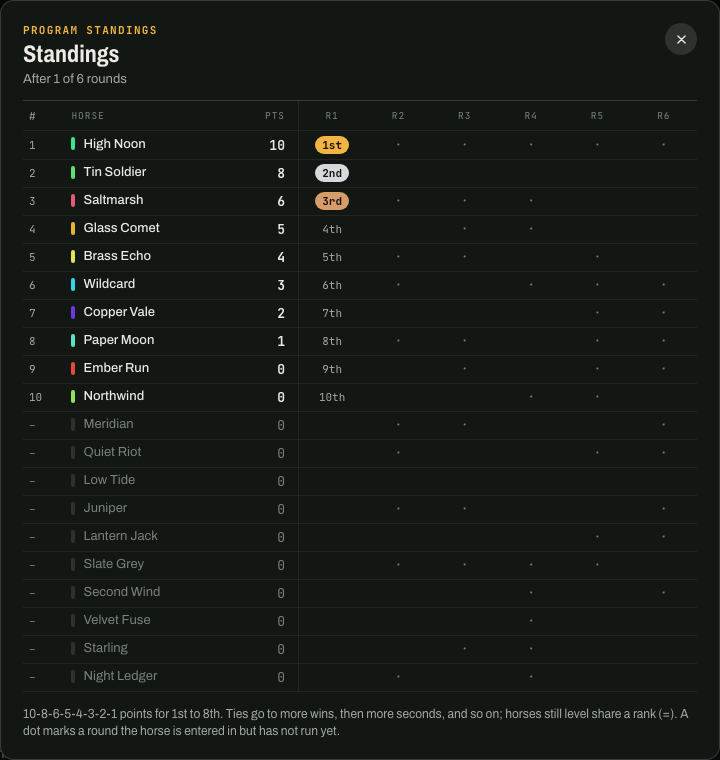 PROGRAM STANDINGS
Standings
After 1 of 6 rounds
# HORSE PTS R1 R2 R3 R4 R5 R6
1 High Noon 10 1st · · · · ·
2 Tin Soldier 8 2nd
3 Saltmarsh 6 3rd · · ·
4 Glass Comet 5 4th · ·
5 Brass Echo 4 5th · · ·
6 Wildcard 3 6th · · · ·
7 Copper Vale 2 7th · ·
8 Paper Moon 1 8th · · · ·
9 Ember Run 0 9th · · ·
10 Northwind 0 10th · ·
– Meridian 0 · · ·
– Quiet Riot 0 · · ·
– Low Tide 0
– Juniper 0 · · ·
– Lantern Jack 0 · ·
– Slate Grey 0 · · · ·
– Second Wind 0 · ·
– Velvet Fuse 0 ·
– Starling 0 · ·
– Night Ledger 0 · ·
10-8-6-5-4-3-2-1 points for 1st to 8th. Ties go to more wins, then more seconds, and so on; horses still level share a rank (=). A
dot marks a round the horse is entered in but has not run yet.